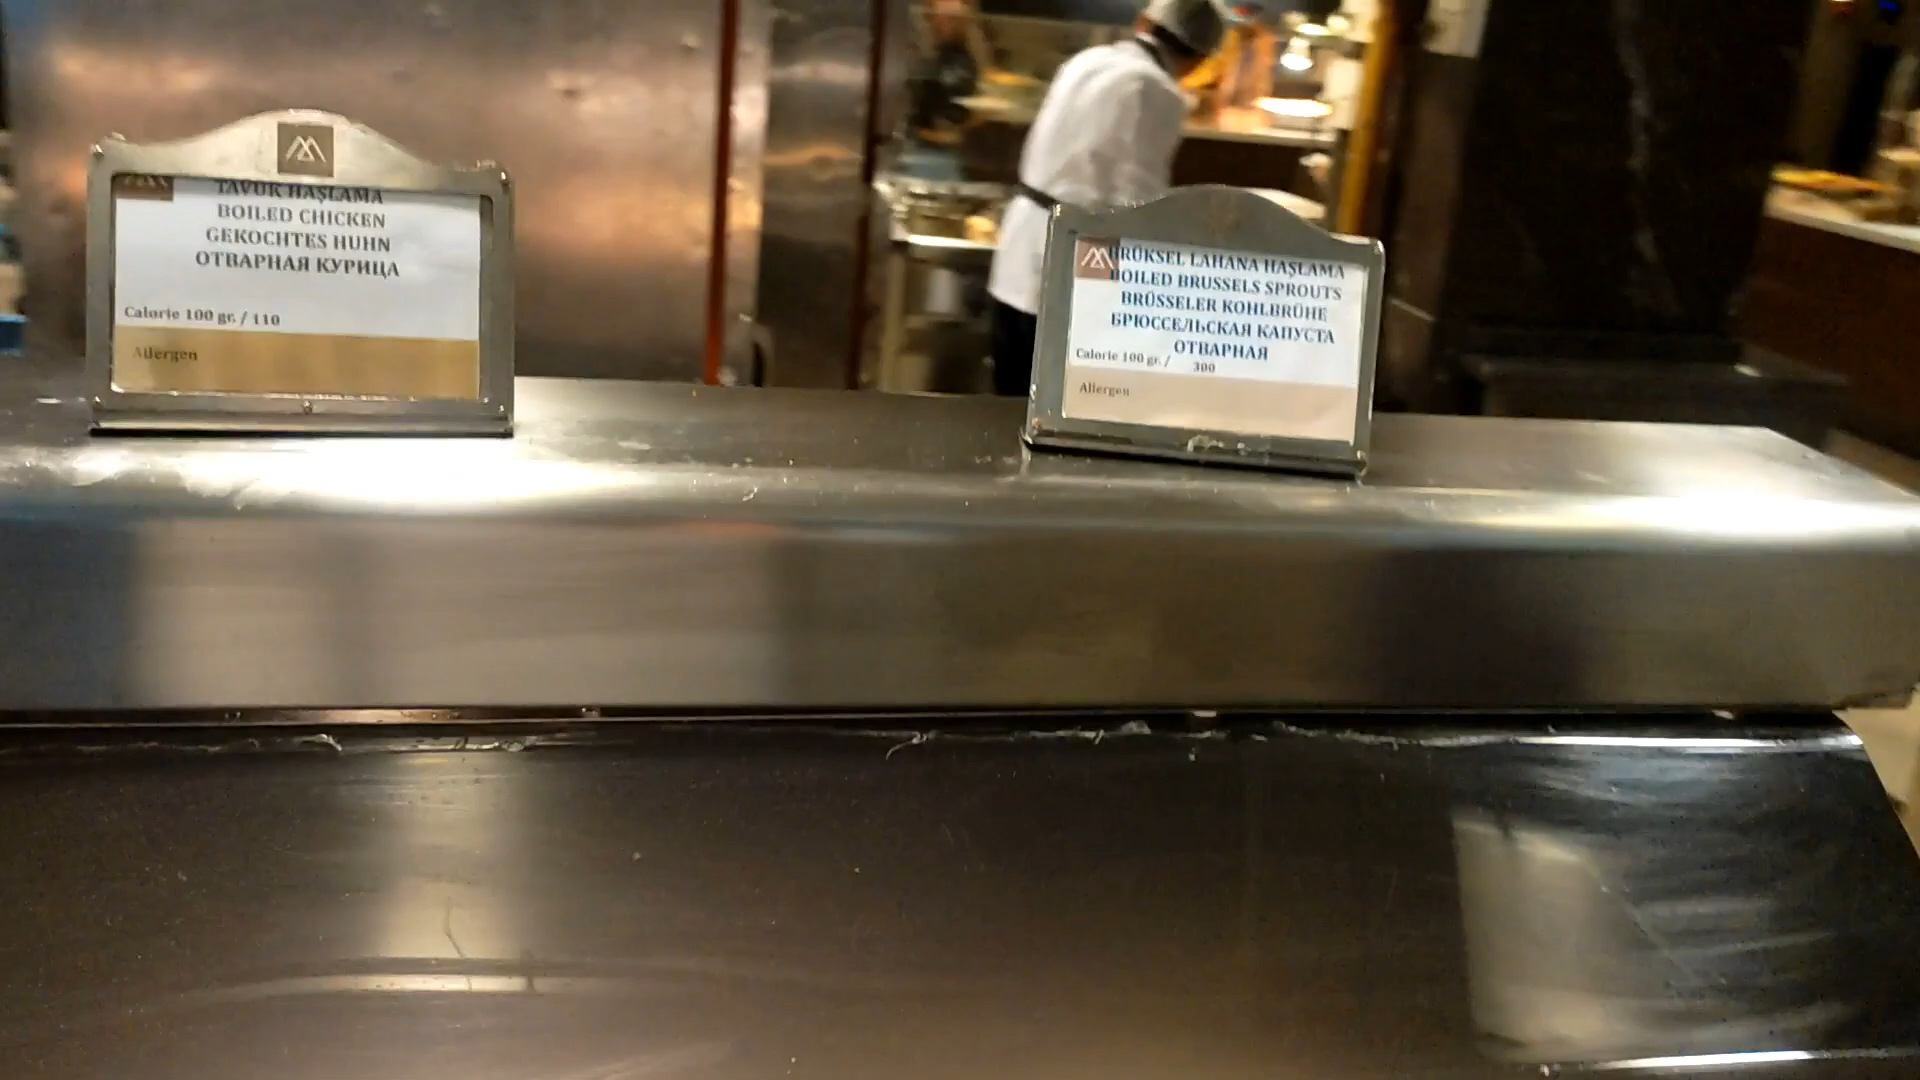 TAVUK HAŞLAMA
BOILED CHICKEN
GEKOCHTES HUHN
ОТВАРНАЯ КУРИЦА
Calorie 100 gr. / 110
Allergen
BRÜKSEL LAHANA HAŞLAMA
BOILED BRUSSELS SPROUTS
BRÜSSELER KOHLBRÜHE
БРЮССЕЛЬСКАЯ КАПУСТА
ОТВАРНАЯ
Calorie 100 gr. / 300
Allergen